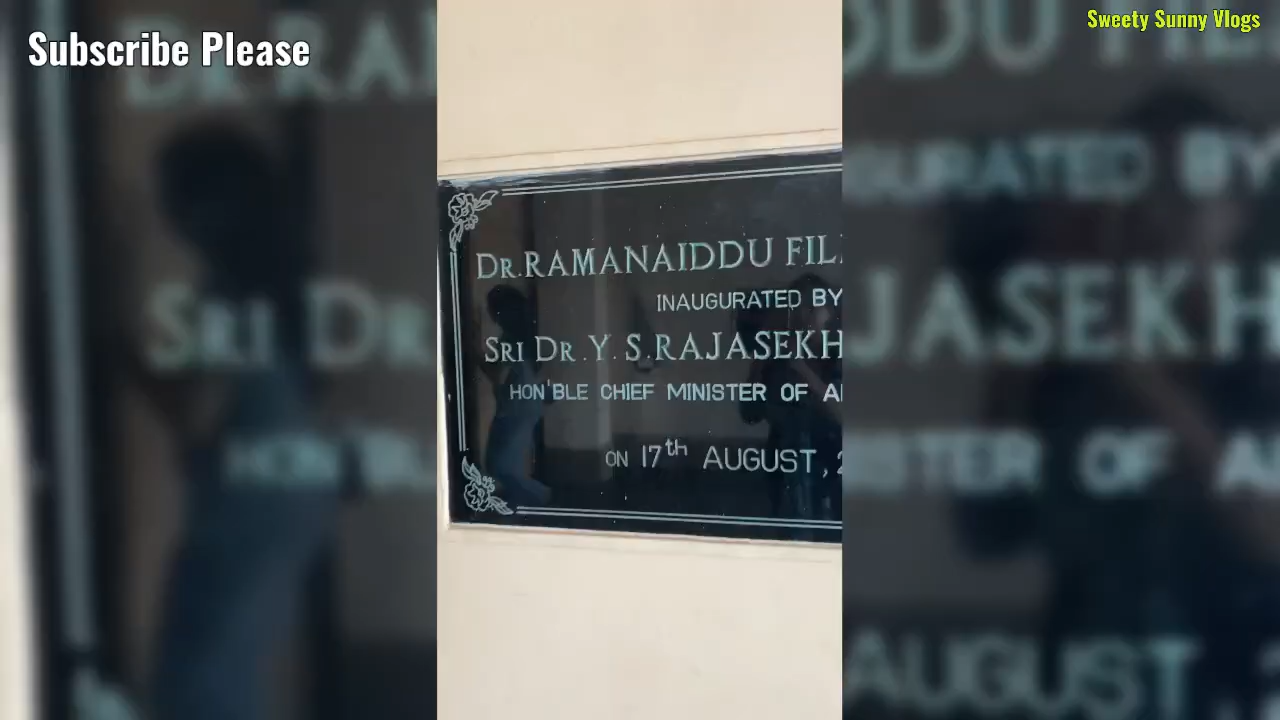 Subscribe Please
Sweety Sunny Vlogs
DR.RAMANAIDDU FIL
INAUGURATED BY
SRI DR.Y.S.RAJASEKH
HON'BLE CHIEF MINISTER OF A
ON 17th AUGUST, 2